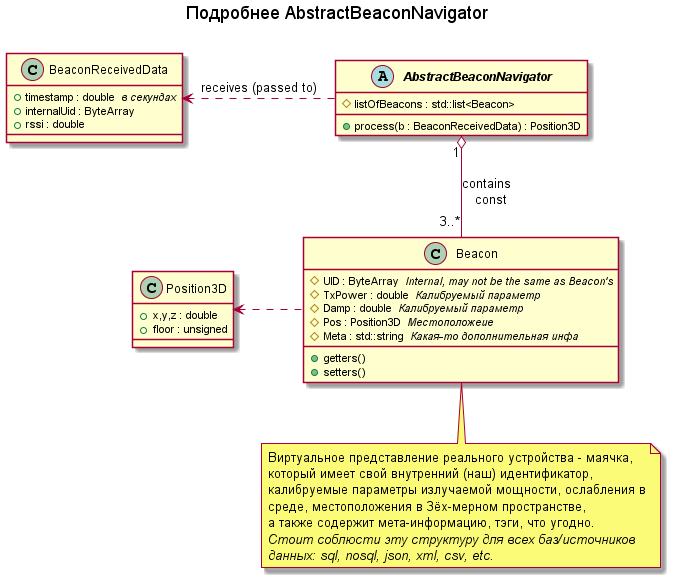 Подробнее AbstractBeaconNavigator
C BeaconReceivedData
timestamp : double в секундах
internalUid : ByteArray
rssi : double
receives (passed to)
A AbstractBeaconNavigator
listOfBeacons : std::list<Beacon>
process(b : BeaconReceivedData) : Position3D
1
contains
const
3..*
C Position3D
x,y,z : double
floor : unsigned
C Beacon
UID : ByteArray Internal, may not be the same as Beacon's
TxPower : double Калибруемый параметр
Damp : double Калибруемый параметр
Pos : Position3D Местоположеие
Meta : std::string Какая-то дополнительная инфа
getters()
setters()
Виртуальное представление реального устройства - маячка,
который имеет свой внутренний (наш) идентификатор,
калибруемые параметры излучаемой мощности, ослабления в
среде, местоположения в 3ёх-мерном пространстве,
а также содержит мета-информацию, тэги, что угодно.
Стоит соблюсти эту структуру для всех баз/источников
данных: sql, nosql, json, xml, csv, etc.